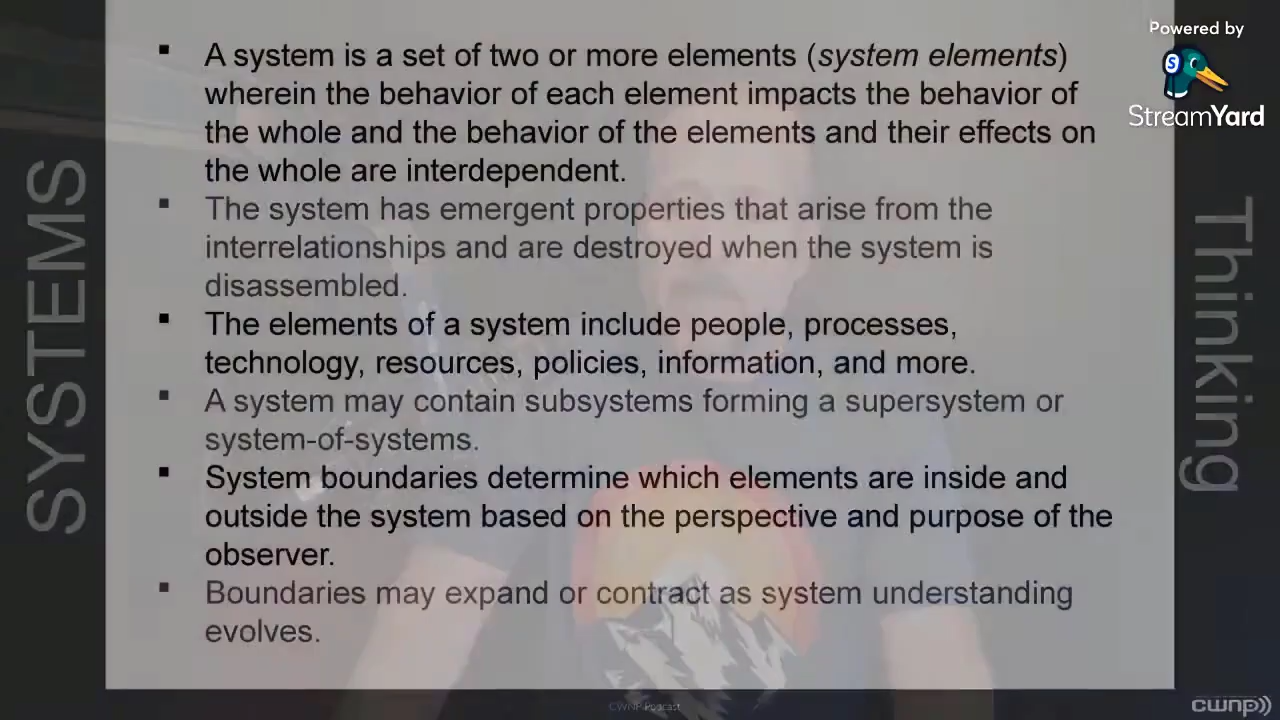 Powered by
StreamYard
SYSTEMS
Thinking
▪ A system is a set of two or more elements (system elements)
wherein the behavior of each element impacts the behavior of
the whole and the behavior of the elements and their effects on
the whole are interdependent.
▪ The system has emergent properties that arise from the
interrelationships and are destroyed when the system is
disassembled.
▪ The elements of a system include people, processes,
technology, resources, policies, information, and more.
▪ A system may contain subsystems forming a supersystem or
system-of-systems.
▪ System boundaries determine which elements are inside and
outside the system based on the perspective and purpose of the
observer.
▪ Boundaries may expand or contract as system understanding
evolves.
CWNP Podcast
cwnp